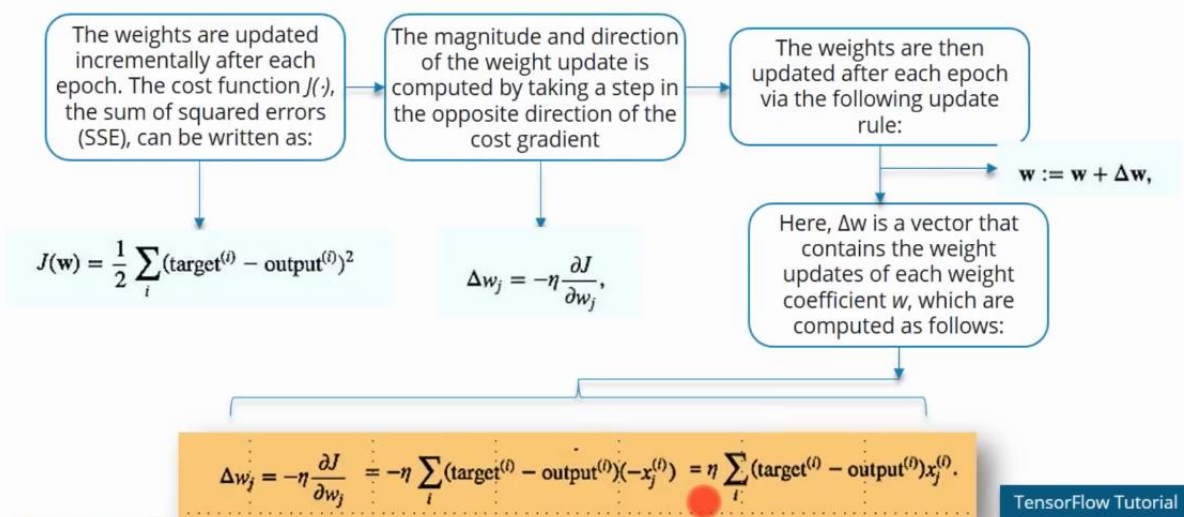 The weights are updated
incrementally after each
epoch. The cost function J(·),
the sum of squared errors
(SSE), can be written as:
J(w) = 1/2 ∑_i (target^(i) − output^(i))²
The magnitude and direction
of the weight update is
computed by taking a step in
the opposite direction of the
cost gradient
Δw_j = −η ∂J/∂w_j,
The weights are then
updated after each epoch
via the following update
rule:
w := w + Δw,
Here, Δw is a vector that
contains the weight
updates of each weight
coefficient w, which are
computed as follows:
Δw_j = −η ∂J/∂w_j = −η ∑_i (target^(i) − output^(i))(−x_j^(i)) = η ∑_i (target^(i) − output^(i))x_j^(i).
TensorFlow Tutorial